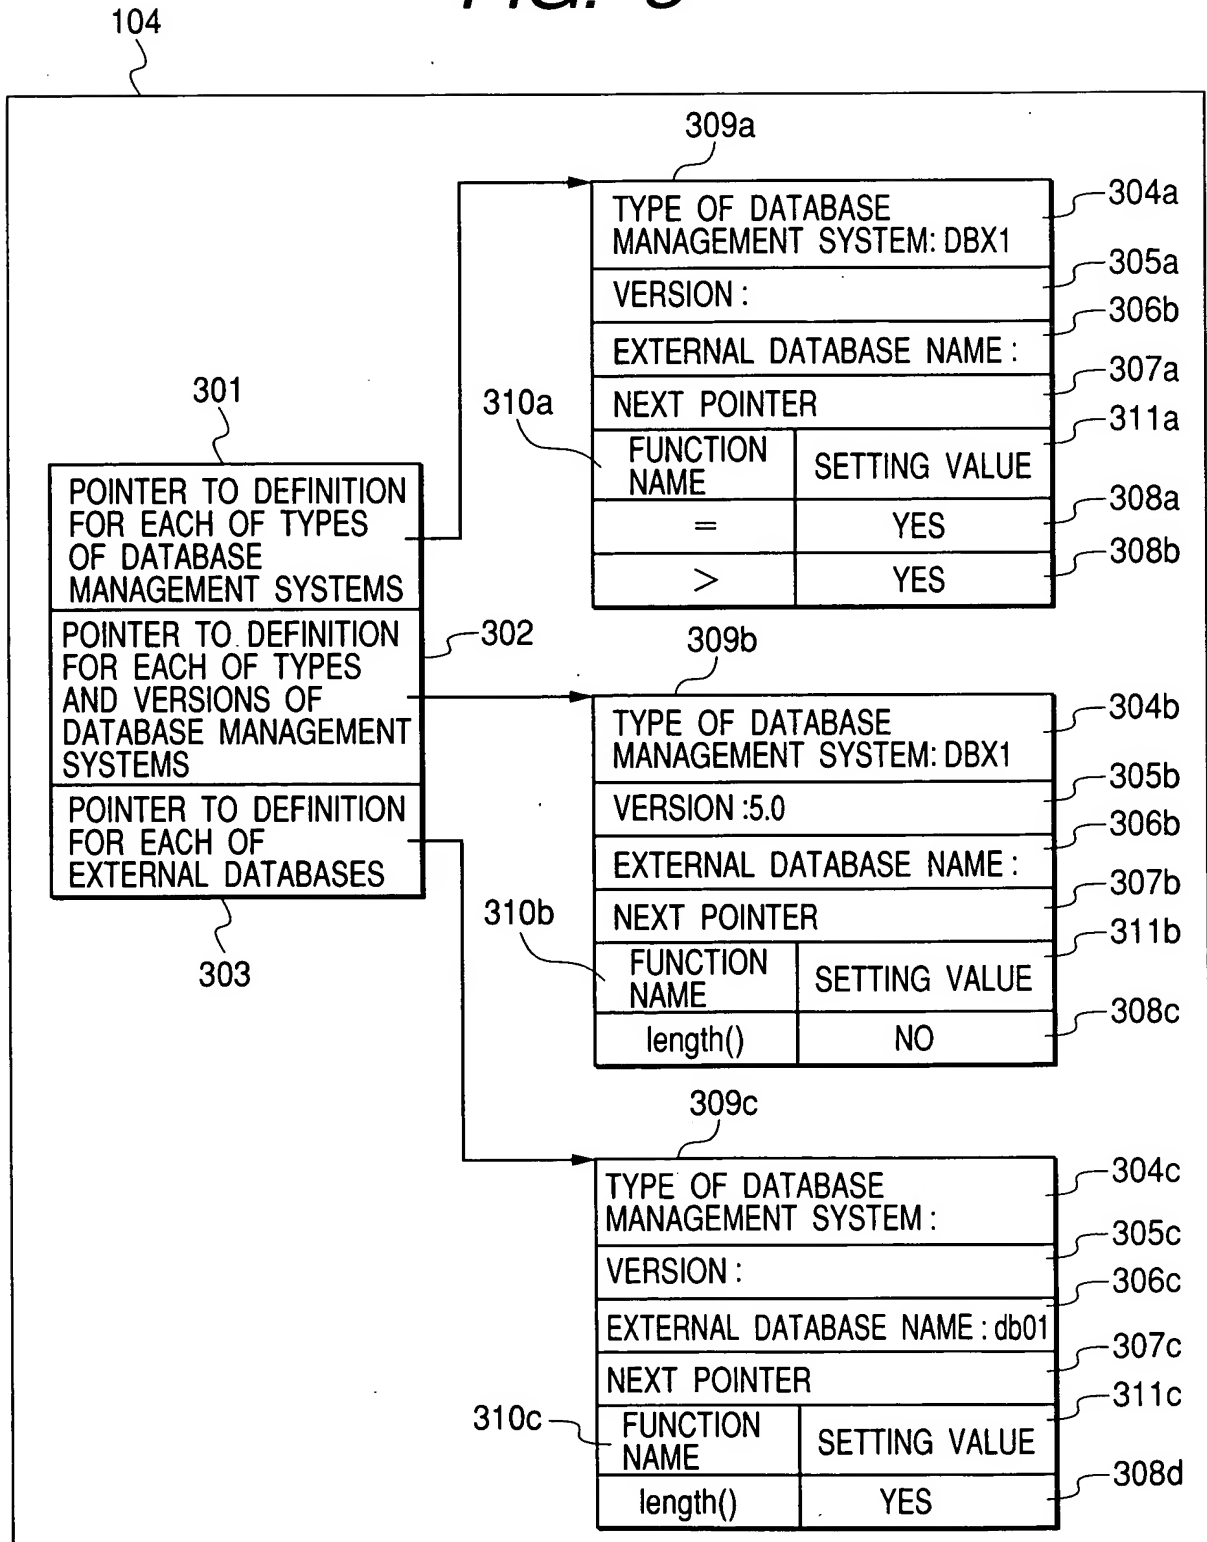 104
309a
TYPE OF DATABASE
MANAGEMENT SYSTEM: DBX1
304a
VERSION :
305a
EXTERNAL DATABASE NAME :
306b
NEXT POINTER
307a
310a
FUNCTION
NAME
SETTING VALUE
311a
= YES
308a
> YES
308b
301
POINTER TO DEFINITION
FOR EACH OF TYPES
OF DATABASE
MANAGEMENT SYSTEMS
POINTER TO DEFINITION
FOR EACH OF TYPES
AND VERSIONS OF
DATABASE MANAGEMENT
SYSTEMS
302
POINTER TO DEFINITION
FOR EACH OF
EXTERNAL DATABASES
303
309b
TYPE OF DATABASE
MANAGEMENT SYSTEM: DBX1
304b
VERSION :5.0
305b
EXTERNAL DATABASE NAME :
306b
NEXT POINTER
307b
310b
FUNCTION
NAME
SETTING VALUE
311b
length() NO
308c
309c
TYPE OF DATABASE
MANAGEMENT SYSTEM :
304c
VERSION :
305c
EXTERNAL DATABASE NAME : db01
306c
NEXT POINTER
307c
310c
FUNCTION
NAME
SETTING VALUE
311c
length() YES
308d